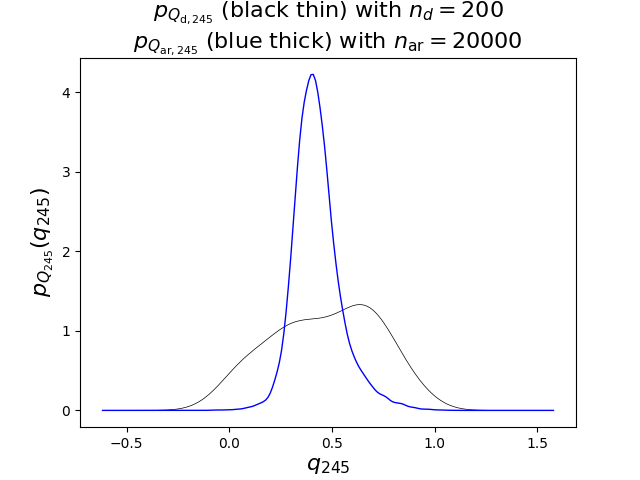 p_{Q_{d,245}} (black thin) with n_d = 200
p_{Q_{ar,245}} (blue thick) with n_{ar} = 20000
4
3
2
1
0
p_{Q_{245}}(q_{245})
−0.5 0.0 0.5 1.0 1.5
q_{245}